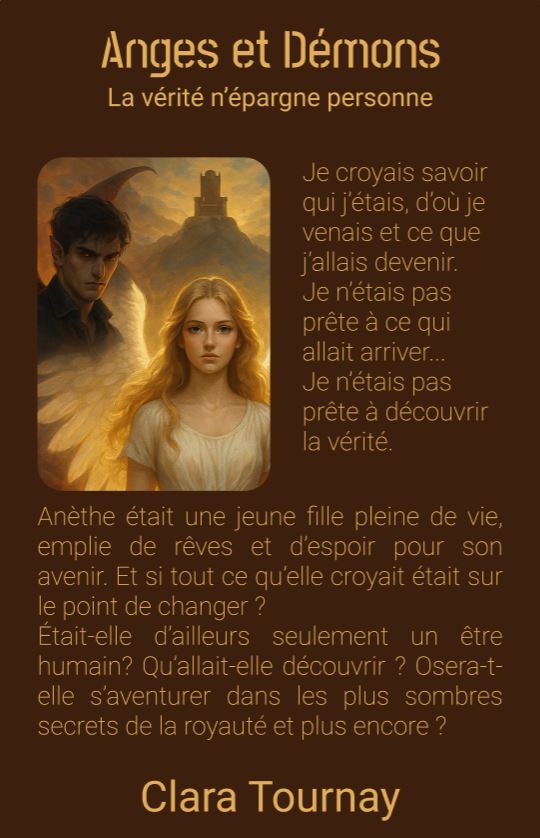 Anges et Démons
La vérité n’épargne personne
Je croyais savoir
qui j’étais, d’où je
venais et ce que
j’allais devenir.
Je n’étais pas
prête à ce qui
allait arriver...
Je n’étais pas
prête à découvrir
la vérité.
Anèthe était une jeune fille pleine de vie,
emplie de rêves et d’espoir pour son
avenir. Et si tout ce qu’elle croyait était sur
le point de changer ?
Était-elle d’ailleurs seulement un être
humain? Qu’allait-elle découvrir ? Osera-t-
elle s’aventurer dans les plus sombres
secrets de la royauté et plus encore ?
Clara Tournay